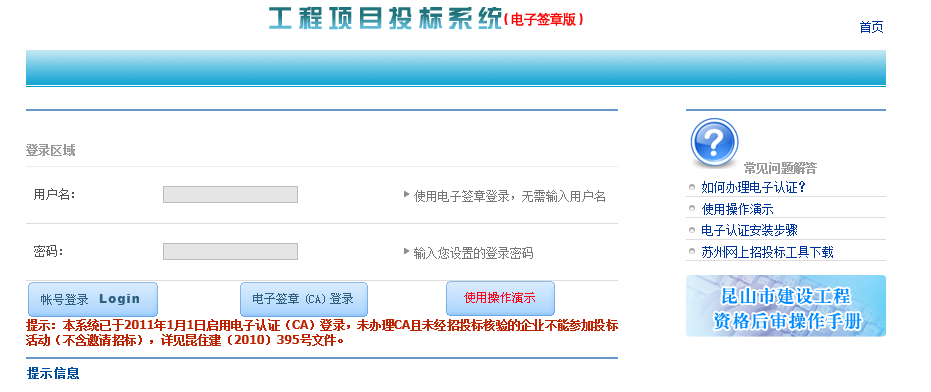 工程项目投标系统(电子签章版)
首页
登录区域
用户名:
使用电子签章登录，无需输入用户名
密码:
输入您设置的登录密码
帐号登录 Login
电子签章（CA）登录
使用操作演示
提示：本系统已于2011年1月1日启用电子认证（CA）登录，未办理CA且未经招投标核验的企业不能参加投标
活动（不含邀请招标），详见昆住建（2010）395号文件。
提示信息
常见问题解答
如何办理电子认证?
使用操作演示
电子认证安装步骤
苏州网上招投标工具下载
昆山市建设工程
资格后审操作手册